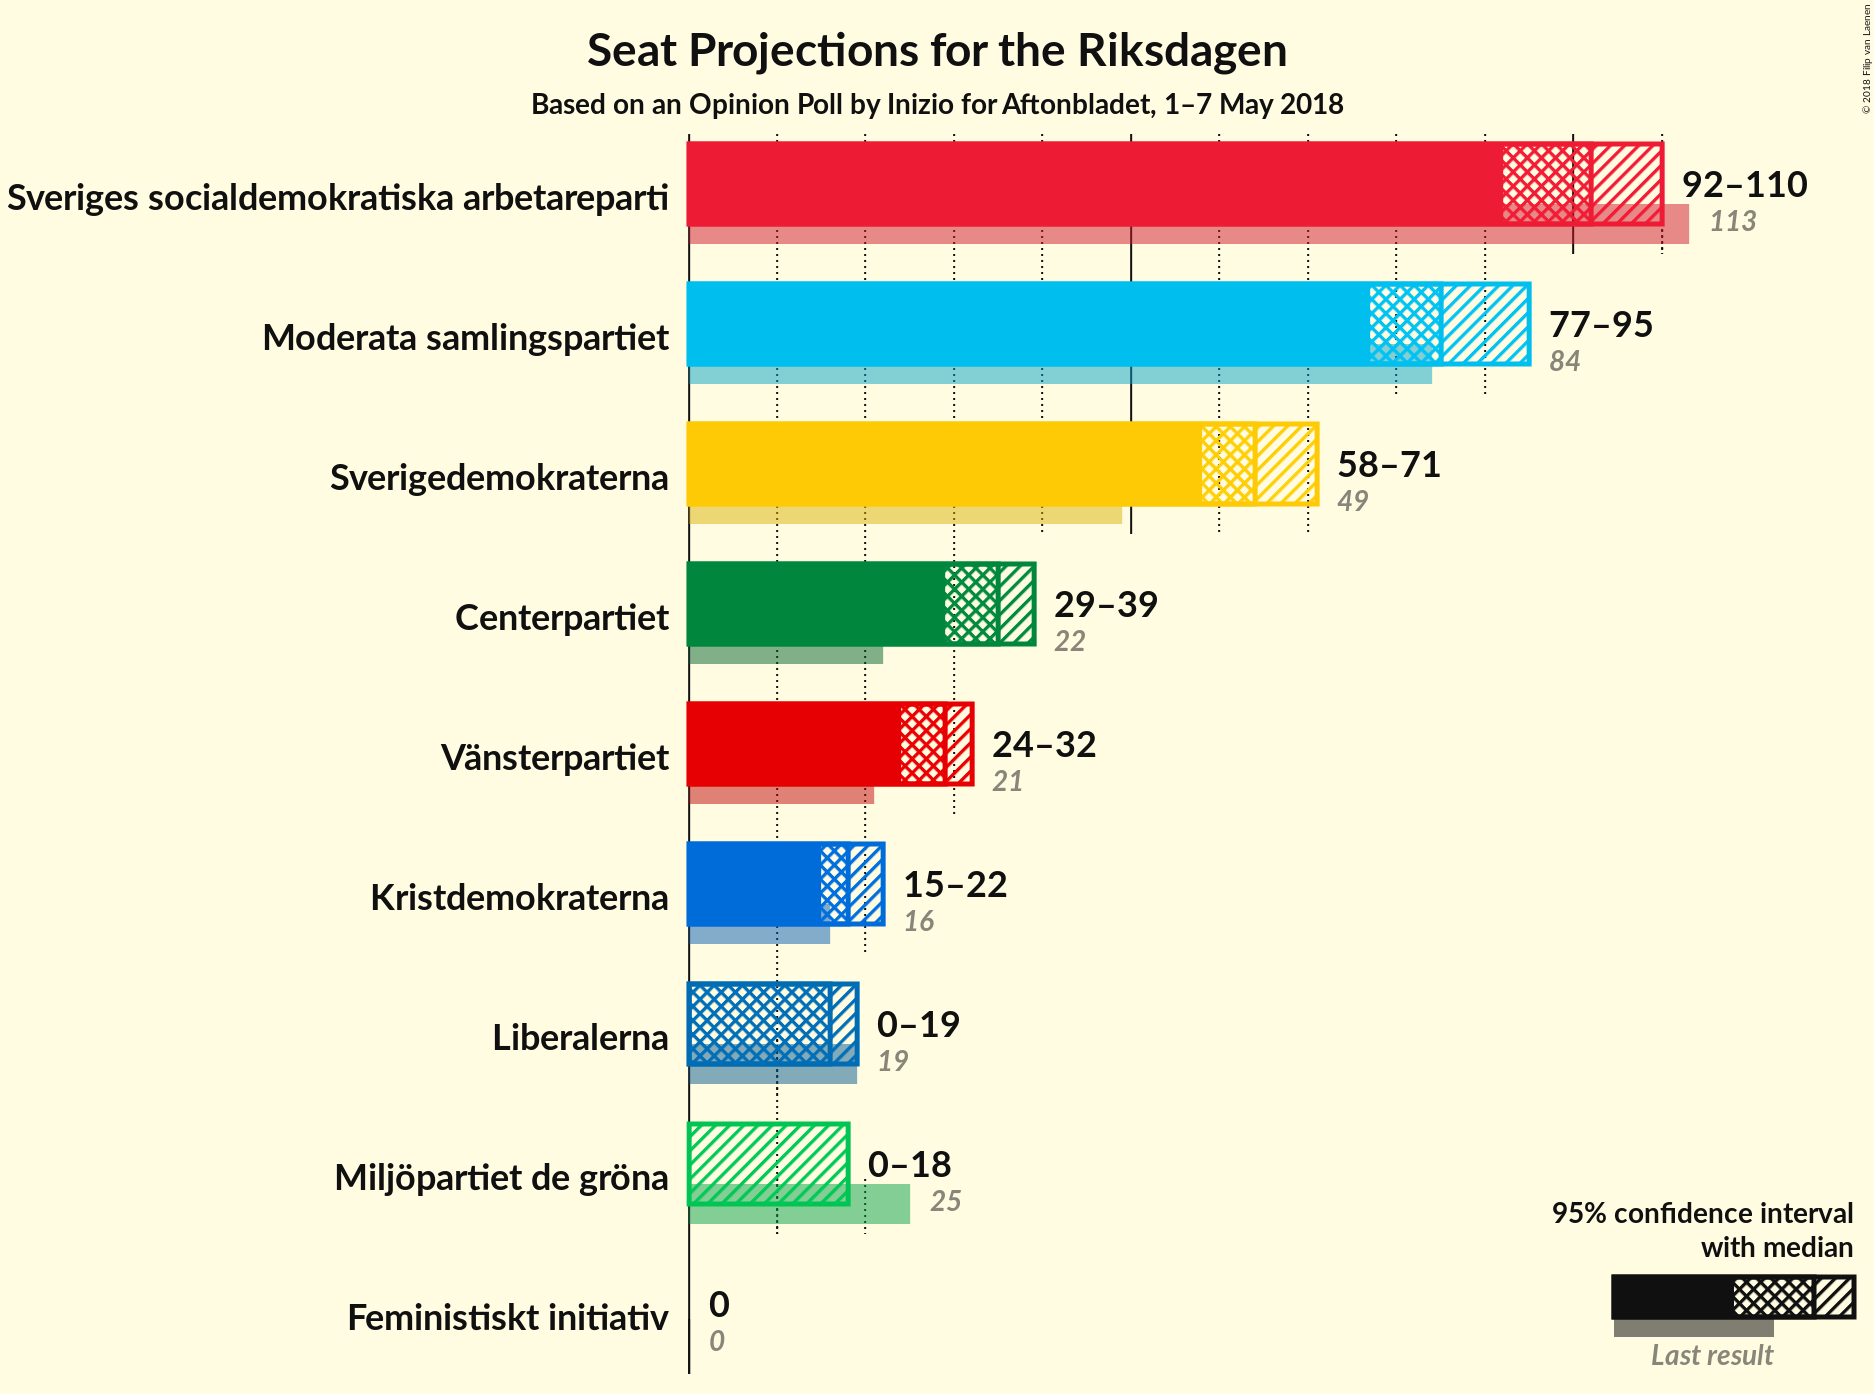 Seat Projections for the Riksdagen
Based on an Opinion Poll by Inizio for Aftonbladet, 1–7 May 2018
© 2018 Filip van Laenen
Sveriges socialdemokratiska arbetareparti
92–110
113
Moderata samlingspartiet
77–95
84
Sverigedemokraterna
58–71
49
Centerpartiet
29–39
22
Vänsterpartiet
24–32
21
Kristdemokraterna
15–22
16
Liberalerna
0–19
19
Miljöpartiet de gröna
0–18
25
Feministiskt initiativ
0
0
95% confidence interval
with median
Last result